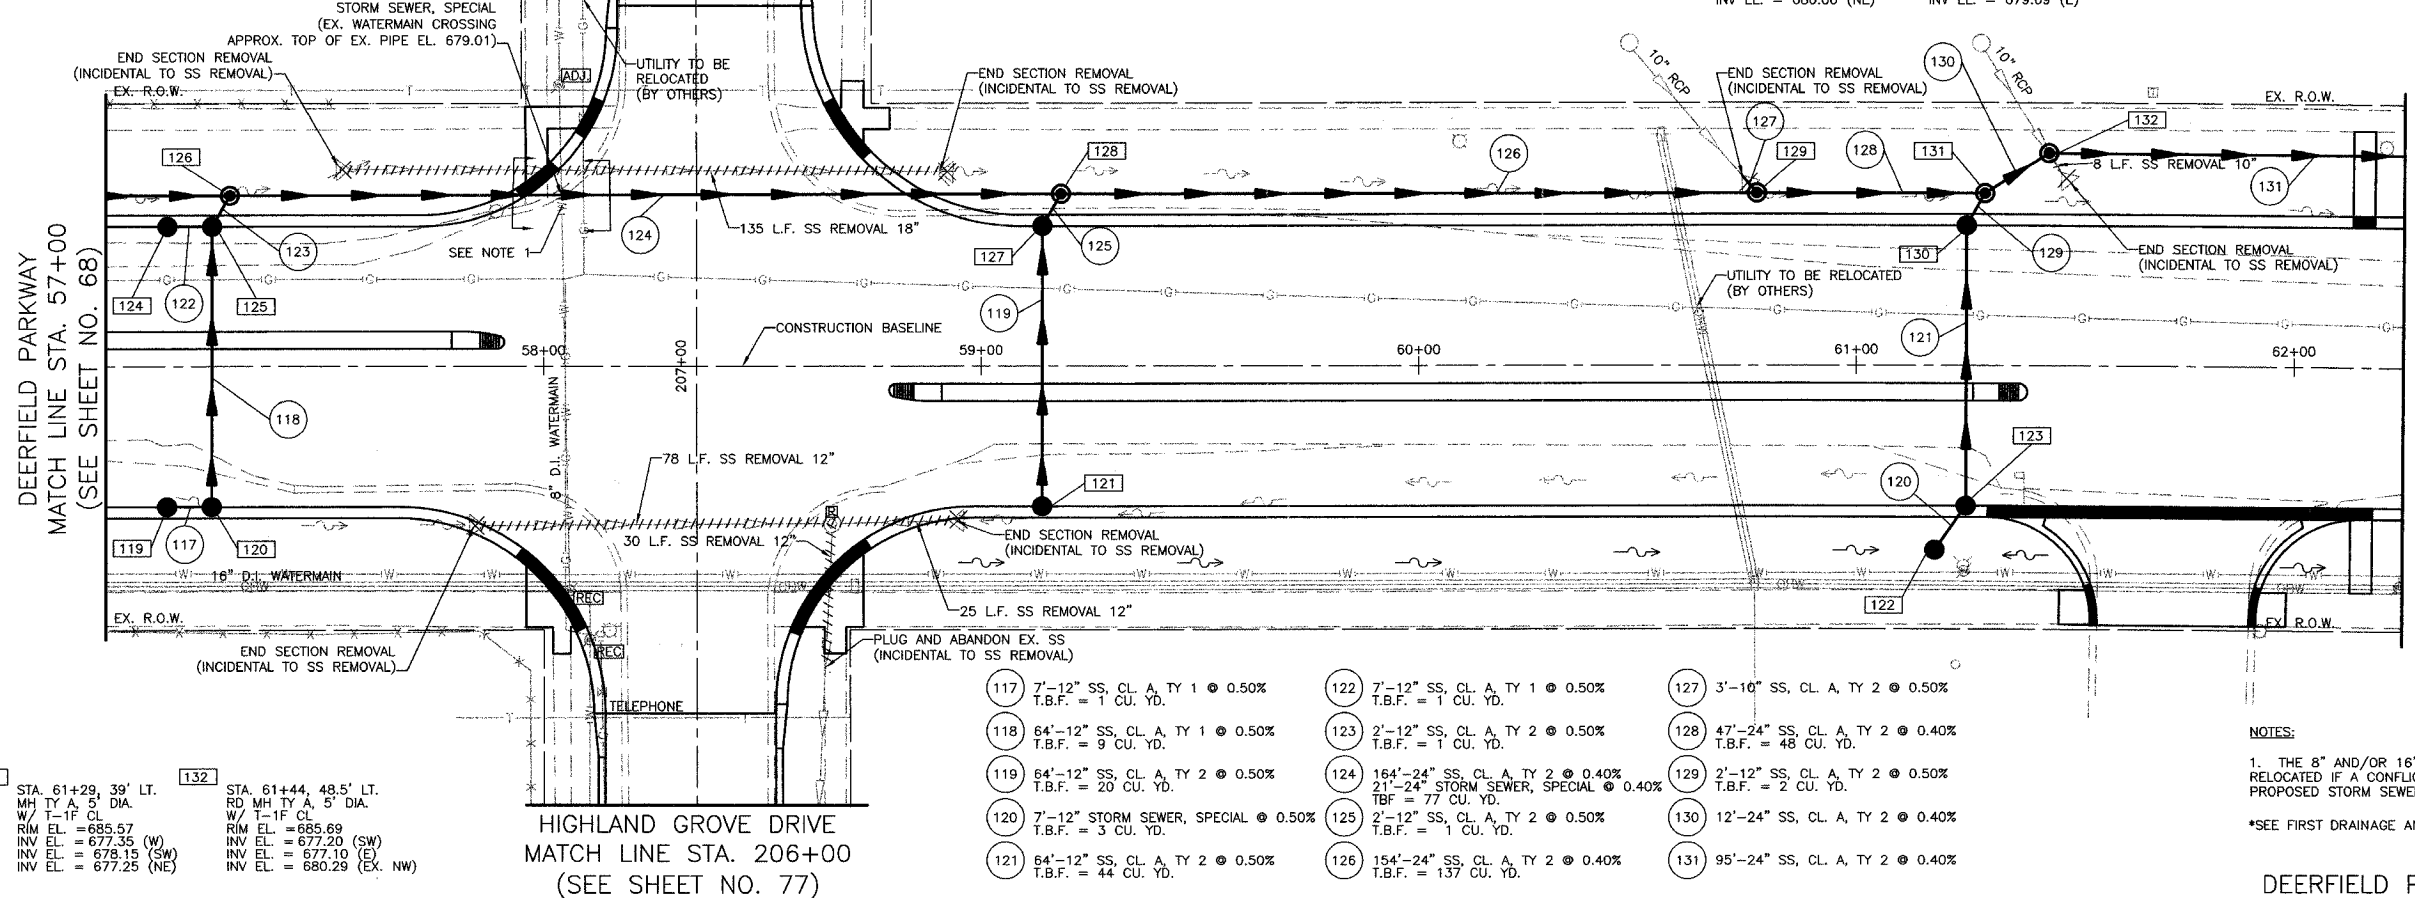 STORM SEWER, SPECIAL
(EX. WATERMAIN CROSSING
APPROX. TOP OF EX. PIPE EL. 679.01)
END SECTION REMOVAL
(INCIDENTAL TO SS REMOVAL)
EX. R.O.W.
ADJ
UTILITY TO BE
RELOCATED
(BY OTHERS)
END SECTION REMOVAL
(INCIDENTAL TO SS REMOVAL)
INV EL. = 680.06 (NE)
INV EL. = 679.09 (E)
10" RCP
END SECTION REMOVAL
(INCIDENTAL TO SS REMOVAL)
130
10" RCP
EX. R.O.W.
126
128
126
127
129
128
131
132
8 L.F. SS REMOVAL 10"
131
DEERFIELD PARKWAY
MATCH LINE STA. 57+00
(SEE SHEET NO. 68)
123
SEE NOTE 1
124
135 L.F. SS REMOVAL 18"
127
125
130
129
END SECTION REMOVAL
(INCIDENTAL TO SS REMOVAL)
124
122
125
UTILITY TO BE RELOCATED
(BY OTHERS)
119
121
CONSTRUCTION BASELINE
58+00
207+00
59+00
60+00
61+00
62+00
118
8" D.I. WATERMAIN
78 L.F. SS REMOVAL 12"
121
120
123
119
117
120
30 L.F. SS REMOVAL 12"
END SECTION REMOVAL
(INCIDENTAL TO SS REMOVAL)
16" D.I. WATERMAIN
REC
25 L.F. SS REMOVAL 12"
122
EX. R.O.W.
EX. R.O.W.
END SECTION REMOVAL
(INCIDENTAL TO SS REMOVAL)
REC
PLUG AND ABANDON EX. SS
(INCIDENTAL TO SS REMOVAL)
TELEPHONE
117 7'-12" SS, CL. A, TY 1 @ 0.50%
T.B.F. = 1 CU. YD.
118 64'-12" SS, CL. A, TY 1 @ 0.50%
T.B.F. = 9 CU. YD.
119 64'-12" SS, CL. A, TY 2 @ 0.50%
T.B.F. = 20 CU. YD.
120 7'-12" STORM SEWER, SPECIAL @ 0.50%
T.B.F. = 3 CU. YD.
121 64'-12" SS, CL. A, TY 2 @ 0.50%
T.B.F. = 44 CU. YD.
122 7'-12" SS, CL. A, TY 1 @ 0.50%
T.B.F. = 1 CU. YD.
123 2'-12" SS, CL. A, TY 2 @ 0.50%
T.B.F. = 1 CU. YD.
124 164'-24" SS, CL. A, TY 2 @ 0.40%
21'-24" STORM SEWER, SPECIAL @ 0.40%
TBF = 77 CU. YD.
125 2'-12" SS, CL. A, TY 2 @ 0.50%
T.B.F. = 1 CU. YD.
126 154'-24" SS, CL. A, TY 2 @ 0.40%
T.B.F. = 137 CU. YD.
127 3'-10" SS, CL. A, TY 2 @ 0.50%
128 47'-24" SS, CL. A, TY 2 @ 0.40%
T.B.F. = 48 CU. YD.
129 2'-12" SS, CL. A, TY 2 @ 0.50%
T.B.F. = 2 CU. YD.
130 12'-24" SS, CL. A, TY 2 @ 0.40%
131 95'-24" SS, CL. A, TY 2 @ 0.40%
STA. 61+29, 39' LT.
MH TY A, 5' DIA.
W/ T-1F CL
RIM EL. =685.57
INV EL. = 677.35 (W)
INV EL. = 678.15 (SW)
INV EL. = 677.25 (NE)
132
STA. 61+44, 48.5' LT.
RD MH TY A, 5' DIA.
W/ T-1F CL
RIM EL. =685.69
INV EL. = 677.20 (SW)
INV EL. = 677.10 (E)
INV EL. = 680.29 (EX. NW)
HIGHLAND GROVE DRIVE
MATCH LINE STA. 206+00
(SEE SHEET NO. 77)
NOTES:
1. THE 8" AND/OR 16"
RELOCATED IF A
PROPOSED STORM
*SEE FIRST DRAINAGE
DEERFIELD